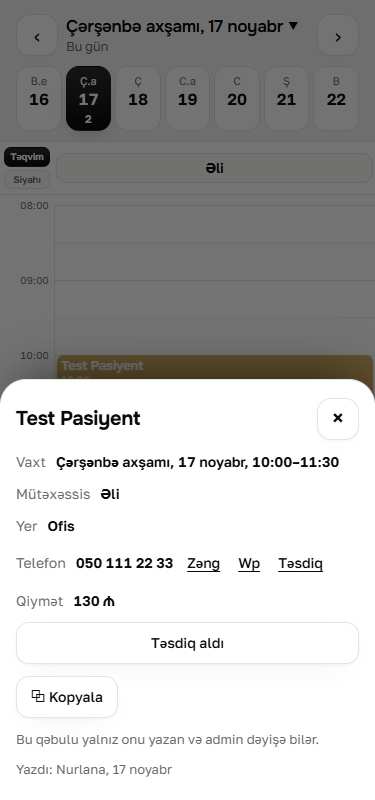 ‹
Çərşənbə axşamı, 17 noyabr ▼
Bu gün
›
B.e Ç.a Ç C.a C Ş B
16 17 18 19 20 21 22
2
Təqvim
Siyahı
Əli
08:00
09:00
10:00
Test Pasiyent
Test Pasiyent
×
Vaxt Çərşənbə axşamı, 17 noyabr, 10:00–11:30
Mütəxəssis Əli
Yer Ofis
Telefon 050 111 22 33 Zəng Wp Təsdiq
Qiymət 130 ₼
Təsdiq aldı
Kopyala
Bu qəbulu yalnız onu yazan və admin dəyişə bilər.
Yazdı: Nurlana, 17 noyabr